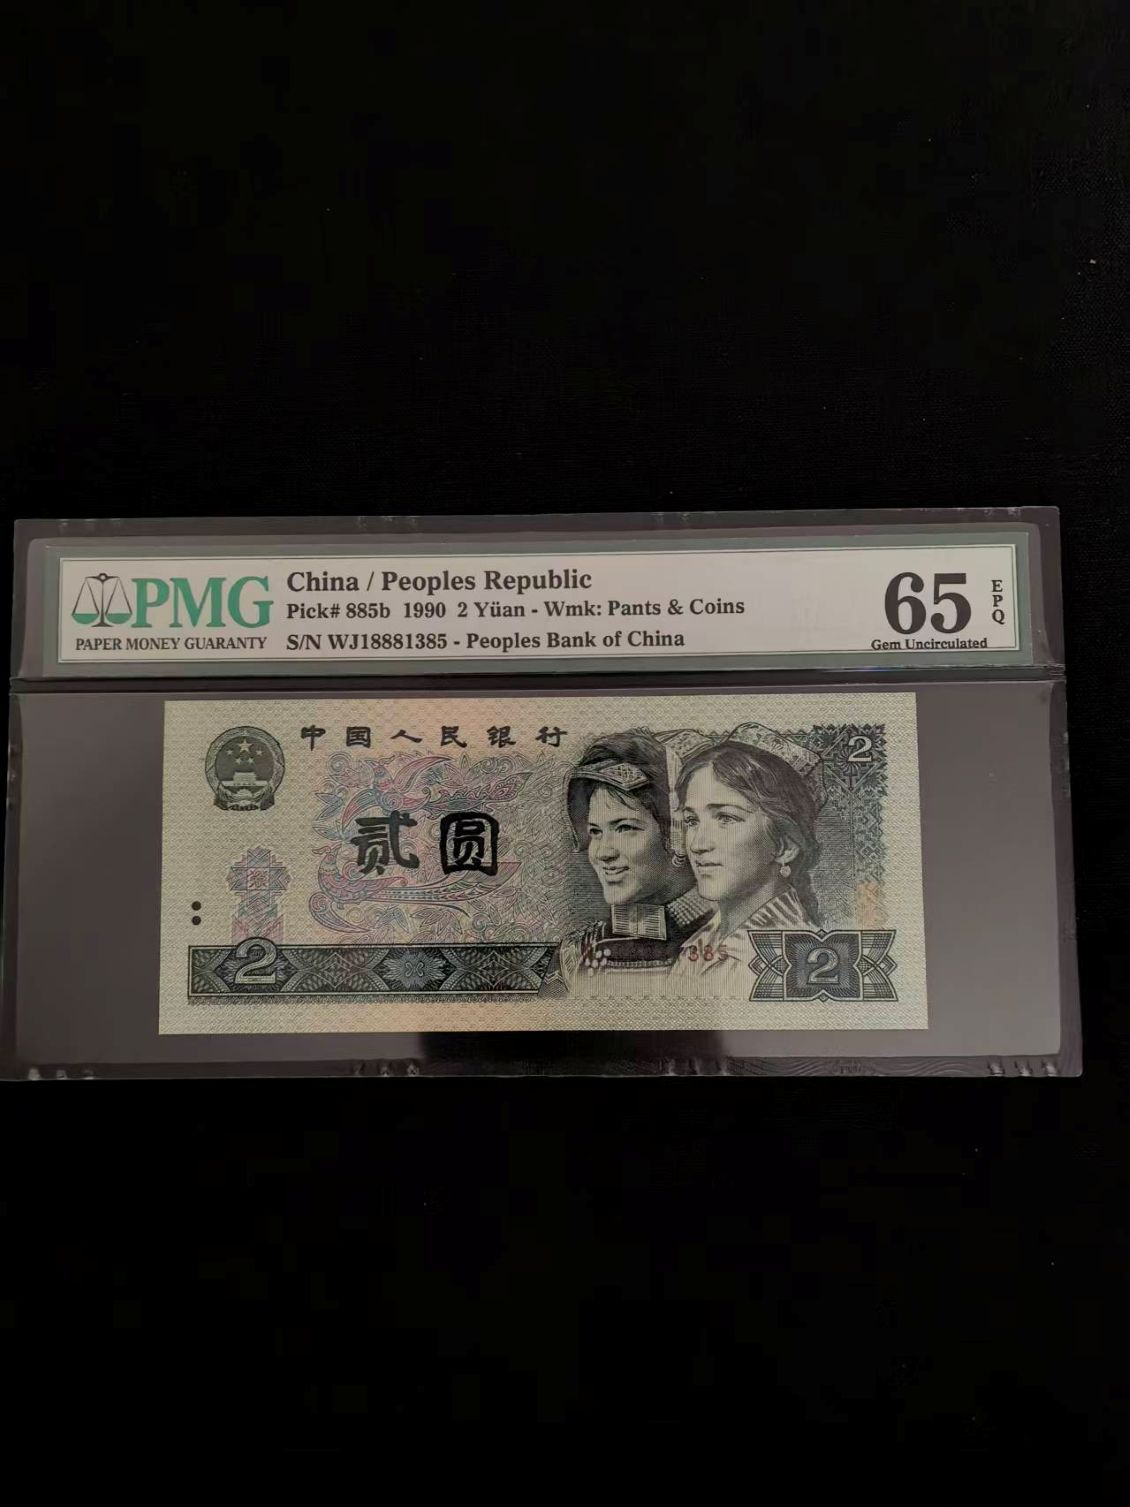 PMG
PAPER MONEY GUARANTY
China / Peoples Republic
Pick# 885b 1990 2 Yüan - Wmk: Pants & Coins
S/N WJ18881385 - Peoples Bank of China
65
EPQ
Gem Uncirculated
中国人民银行
2
贰圆
2
2